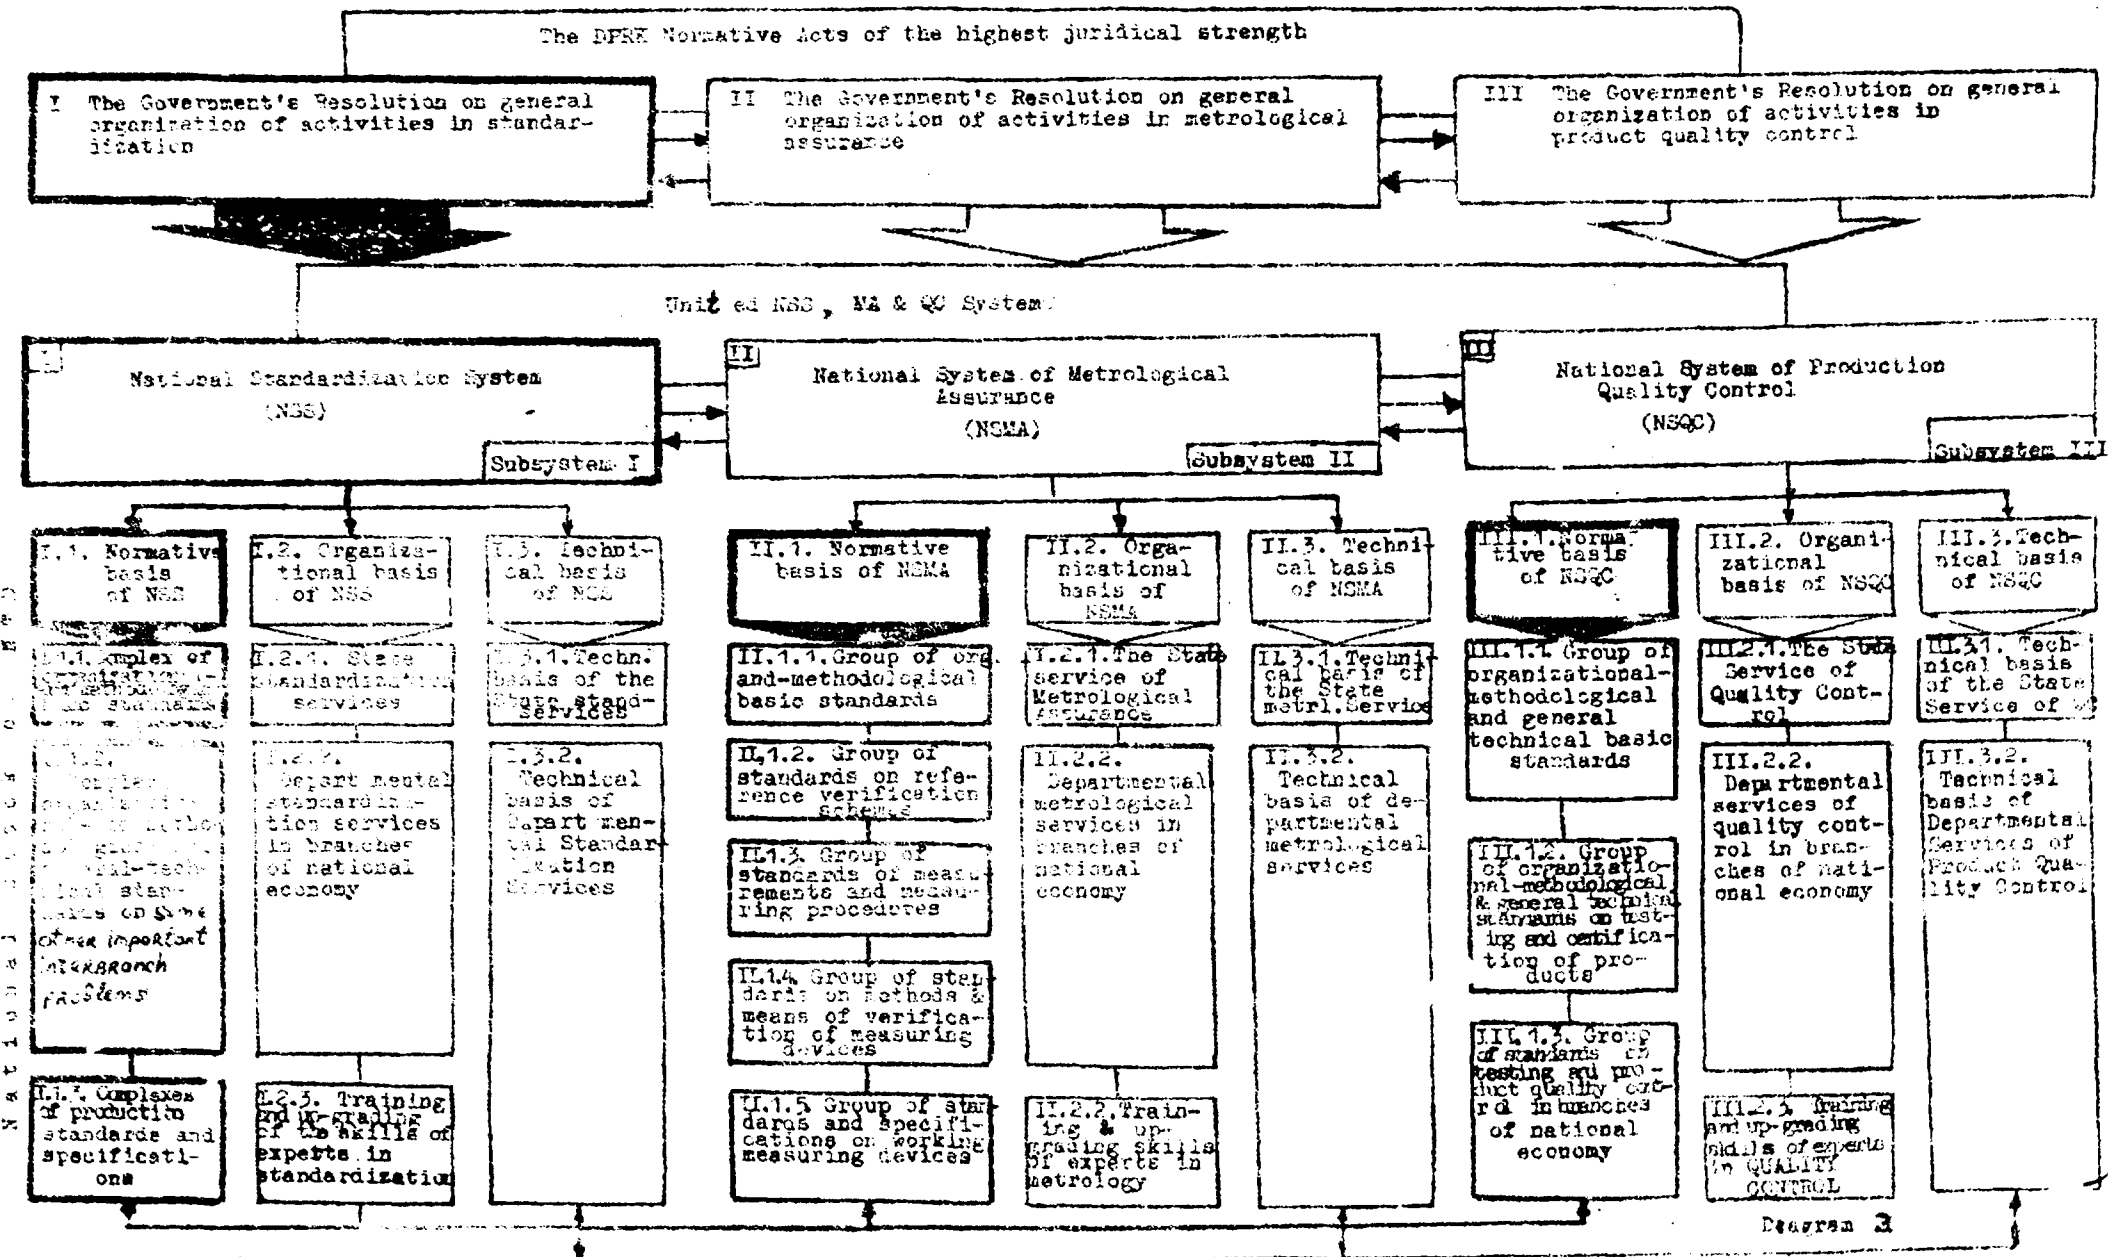 The DPRK Normative Acts of the highest juridical strength
I The Government's Resolution on general
organization of activities in standar-
dization
II The Government's Resolution on general
organization of activities in metrological
assurance
III The Government's Resolution on general
organization of activities in
product quality control
United NSS, MA & QC System
I
National Standardization System
(NSS)
Subsystem I
II
National System of Metrological
Assurance
(NSMA)
Subsystem II
III
National System of Production
Quality Control
(NSQC)
Subsystem III
I.1. Normative
basis
of NSS
I.2. Organiza-
tional basis
of NSS
I.3. Techni-
cal basis
of NSS
II.1. Normative
basis of NSMA
II.2. Orga-
nizational
basis of
NSMA
II.3. Techni-
cal basis
of NSMA
III.1. Norma-
tive basis
of NSQC
III.2. Organi-
zational
basis of NSQC
III.3. Tech-
nical basis
of NSQC
of
standards
I.2.1. State
standardization
services
I.3.1. Techn.
basis of the
State stand-
services
II.1.1. Group of org.
and-methodological
basic standards
II.2.1. The State
service of
Metrological
Assurance
II.3.1. Techni-
cal basis of
the State
metrl. Service
III.1.1. Group of
organizational-
methodological
and general
technical basic
standards
III.2.1. The State
Service of
Quality Cont-
rol
III.3.1. Tech-
nical basis
of the State
Service of
I.1.2.
-tech-
nical stan-
dards on some
other important
interbranch
problems
I.2.2.
Departmental
standardiza-
tion services
in branches
of national
economy
I.3.2.
Technical
basis of
Departmen-
tal Standar-
dization
Services
II.1.2. Group of
standards on refe-
rence verification
schemes
II.1.3. Group of
standards of measu-
rements and measu-
ring procedures
II.1.4. Group of stan-
dards on methods &
means of verifica-
tion of measuring
devices
II.1.5. Group of stan-
dards and specifi-
cations on working
measuring devices
II.2.2.
Departmental
metrological
services in
branches of
national
economy
II.3.2.
Technical
basis of de-
partmental
metrological
services
III.1.2. Group
of organizatio-
nal-methodological
& general technical
standards on test-
ing and certifica-
tion of pro-
ducts
III.1.3. Group
of standards on
testing and pro-
duct quality cont-
rol in branches
of national
economy
III.2.2.
Departmental
services of
quality cont-
rol in bran-
ches of nati-
onal economy
III.3.2.
Technical
basis of
Departmental
Services of
Product Qua-
lity Control
I.1.3. Complexes
of production
standards and
specificati-
ons
I.2.3. Training
and up-grading
of the skills of
experts in
standardization
II.2.2. Train-
ing & up-
grading skills
of experts in
metrology
III.2.3. Training
and up-grading
skills of experts
in QUALITY
CONTROL
Diagram 2
National